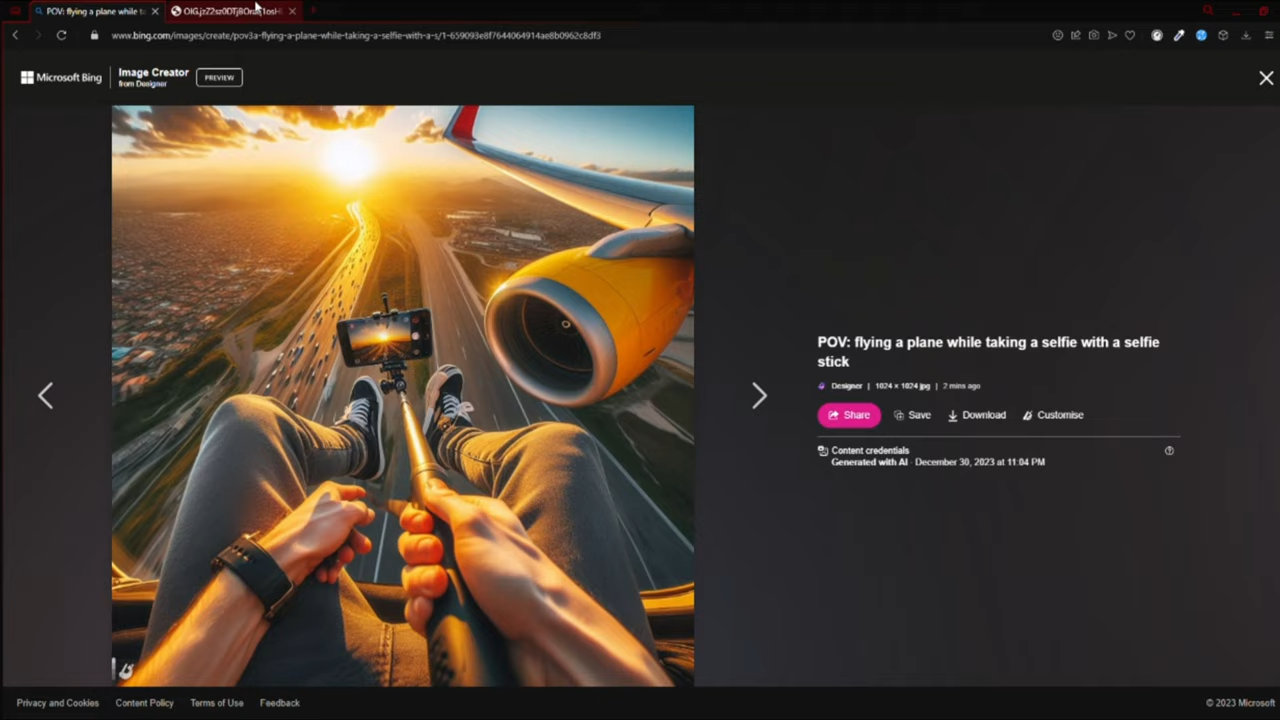 POV: flying a plane while ta
www.bing.com/images/create/pov3a-flying-a-plane-while-taking-a-selfie-with-a-s/1-659093e8f7644064914ae8b0962c8df3
Microsoft Bing
Image Creator
from Designer
PREVIEW
POV: flying a plane while taking a selfie with a selfie
stick
Designer | 1024 × 1024 jpg | 2 mins ago
Share Save Download Customise
Content credentials
Generated with AI · December 30, 2023 at 11:04 PM
Privacy and Cookies Content Policy Terms of Use Feedback
© 2023 Microsoft